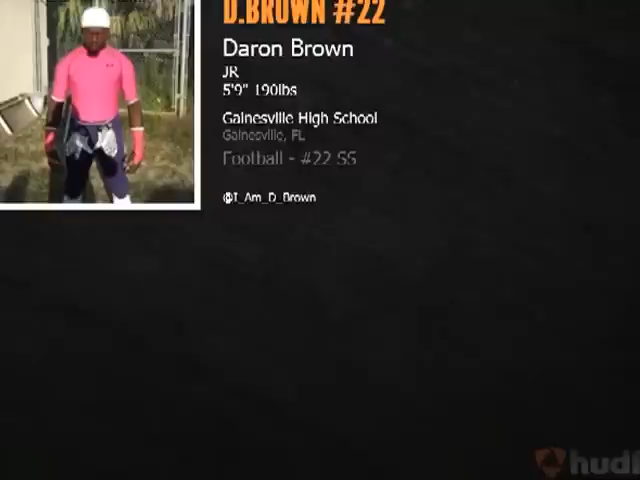 D.BROWN #22
Daron Brown
JR
5'9" 190lbs
Gainesville High School
Gainesville, FL
Football - #22 SS
@I_Am_D_Brown
hudl